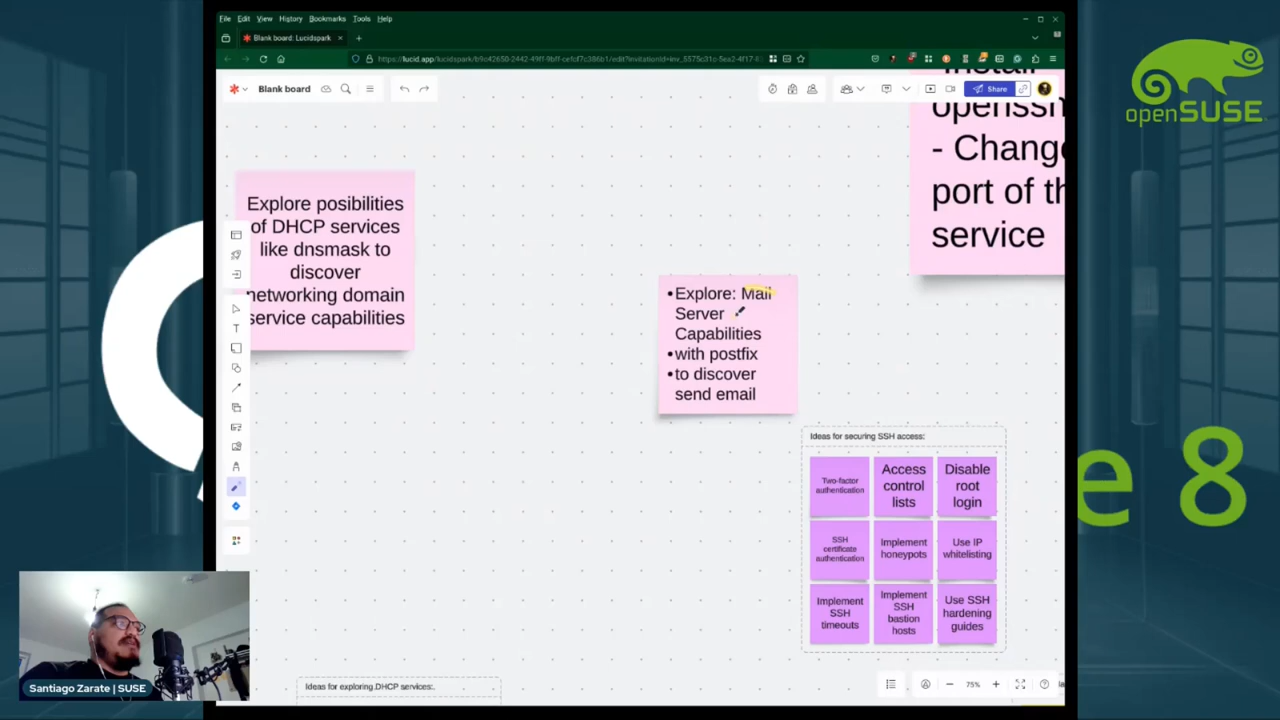 File Edit View History Bookmarks Tools Help
Blank board: Lucidspark
Blank board
Share
openSUSE
Install
openssh
- Change
port of th
service
Explore posibilities
of DHCP services
like dnsmask to
discover
networking domain
service capabilities
•Explore: Mail
Server
Capabilities
•with postfix
•to discover
send email
Ideas for securing SSH access:
Two-factor
authentication
Access
control
lists
Disable
root
login
SSH
certificate
authentication
Implement
honeypots
Use IP
whitelisting
Implement
SSH
timeouts
Implement
SSH
bastion
hosts
Use SSH
hardening
guides
Ideas for exploring DHCP services:
75%
e 8
Santiago Zarate | SUSE